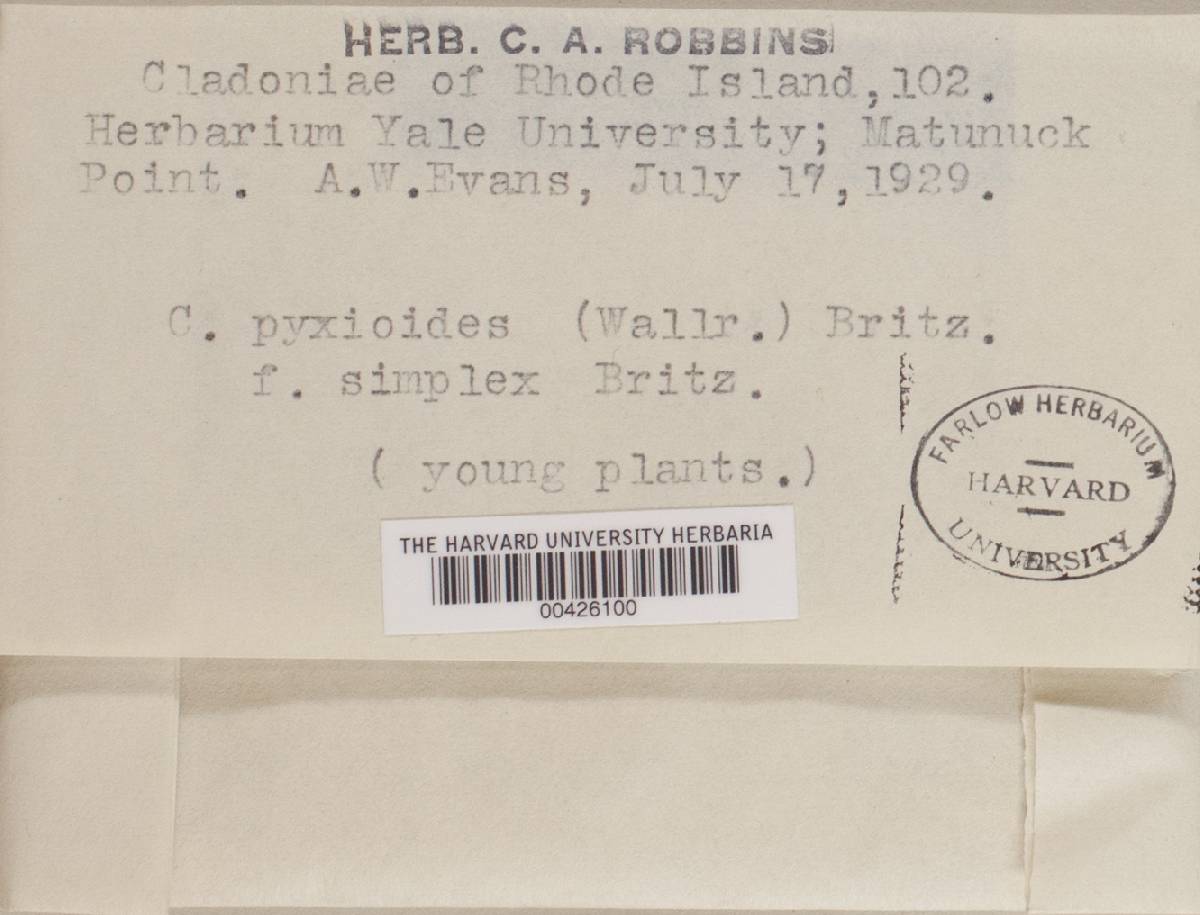 HERB. C. A. ROBBINS
Cladoniae of Rhode Island,102.
Herbarium Yale University; Matunuck
Point. A.W.Evans, July 17,1929.
C. pyxioides (Wallr.) Britz.
f. simplex Britz.
( young plants.)
FARLOW HERBARIUM
HARVARD
UNIVERSITY
THE HARVARD UNIVERSITY HERBARIA
00426100